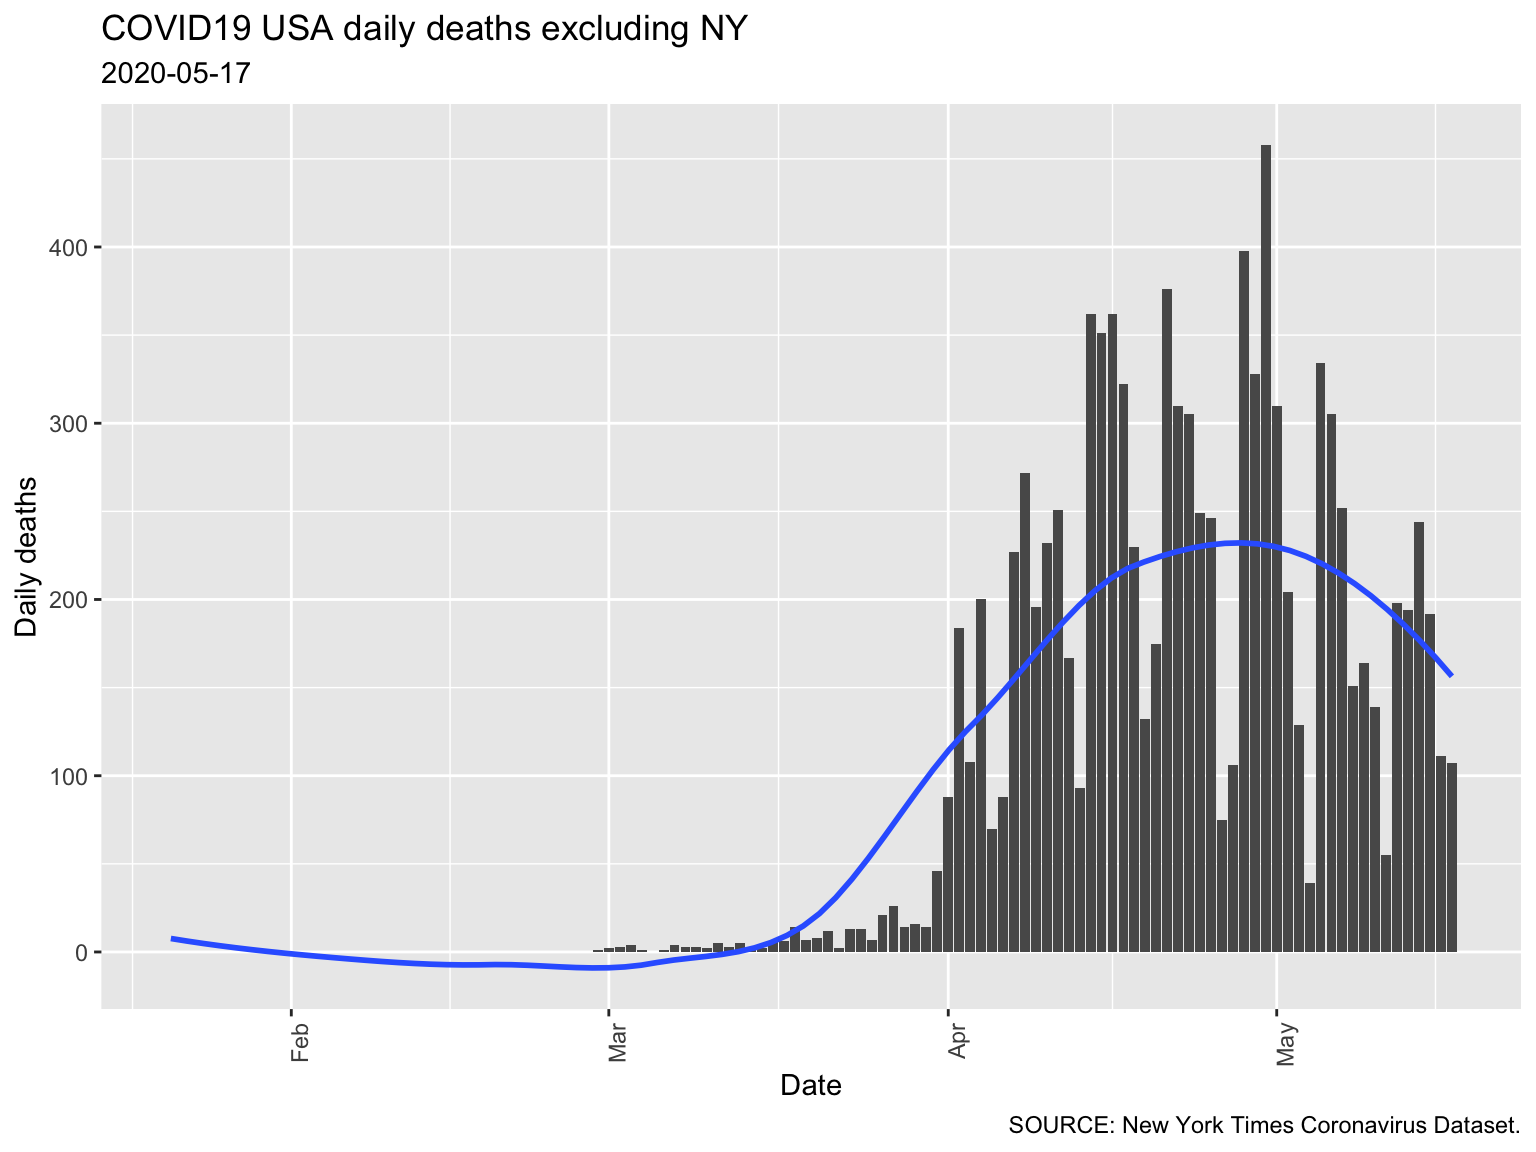 COVID19 USA daily deaths excluding NY
2020-05-17
Daily deaths
400
300
200
100
0
Feb
Mar
Apr
May
Date
SOURCE: New York Times Coronavirus Dataset.